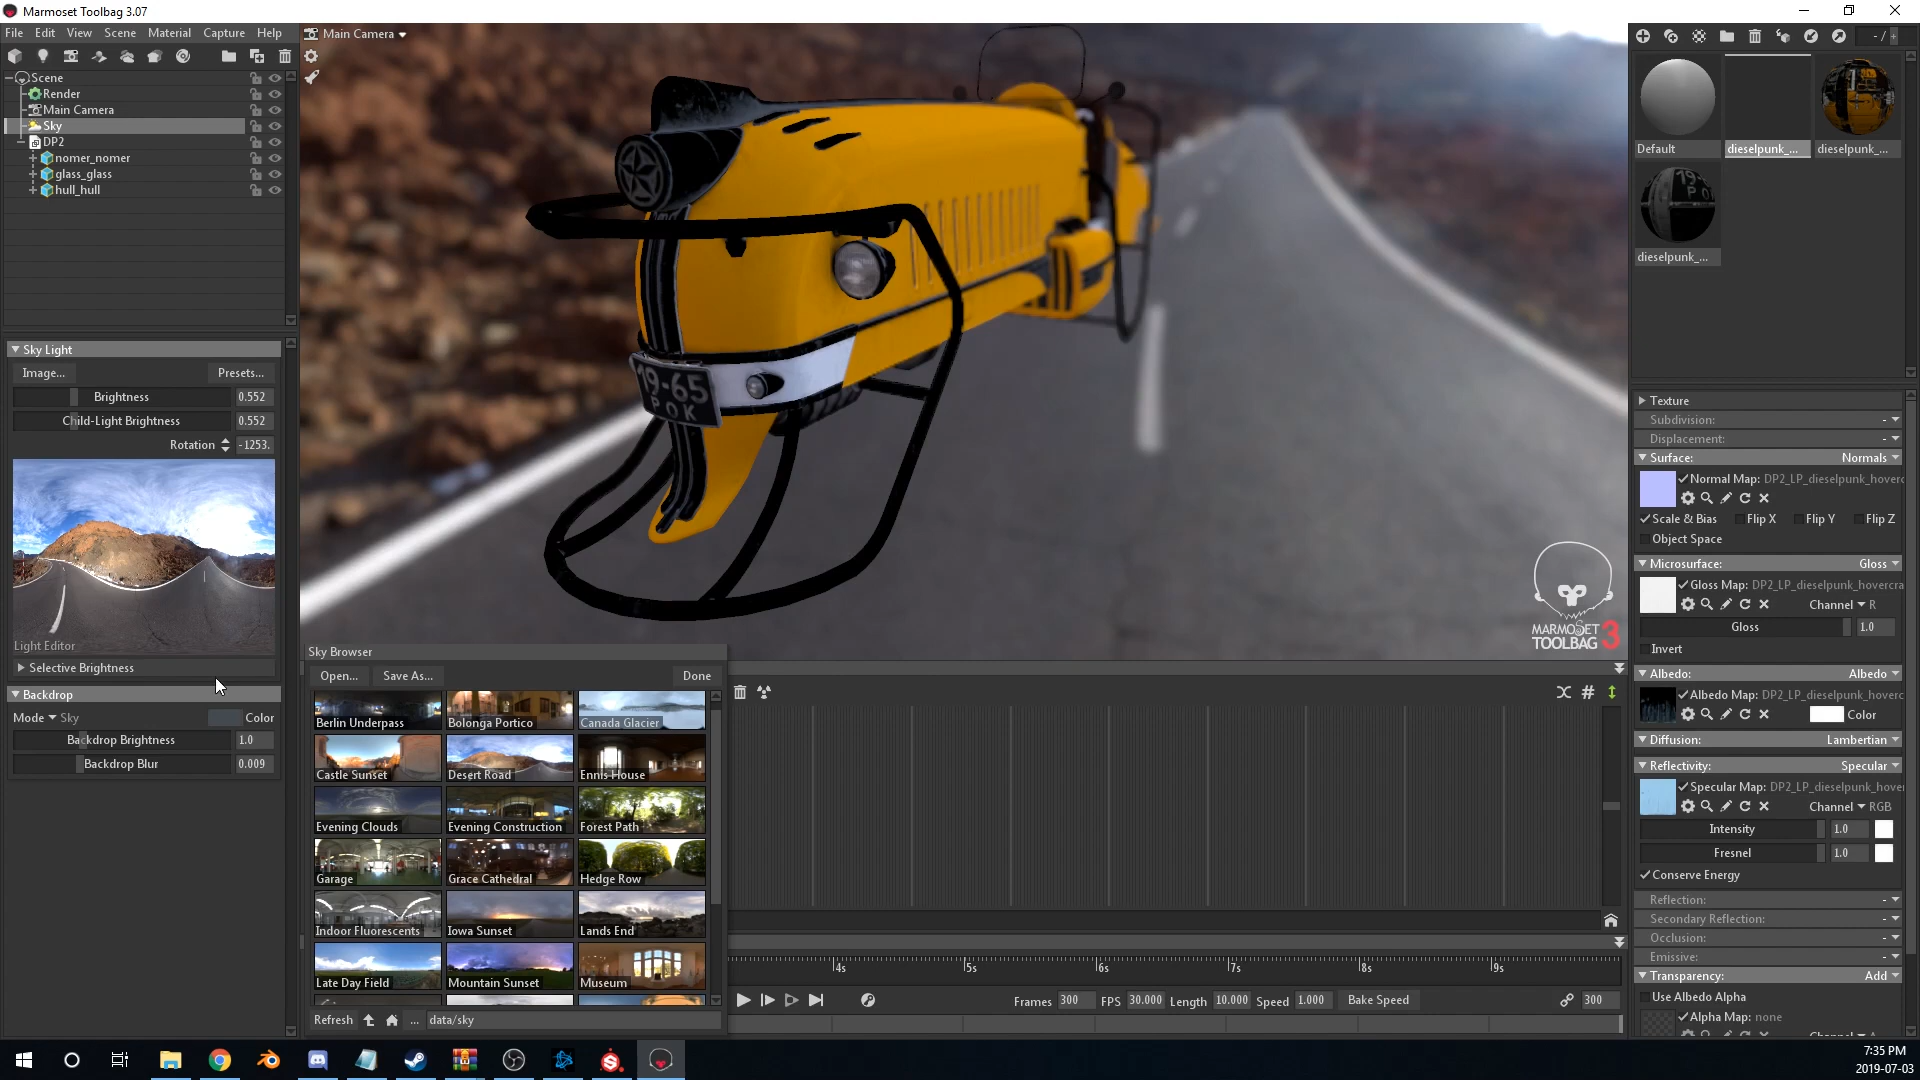 Marmoset Toolbag 3.07
File Edit View Scene Material Capture Help
Main Camera
- / +
Scene
Render
Main Camera
Sky
DP2
nomer_nomer
glass_glass
hull_hull
Default
dieselpunk_...
dieselpunk_...
dieselpunk_...
19-65
P O K
Sky Light
Image...
Presets...
Brightness 0.552
Child-Light Brightness 0.552
Rotation -1253.
Light Editor
Selective Brightness
Backdrop
Mode Sky Color
Backdrop Brightness 1.0
Backdrop Blur 0.009
MARMOSET
TOOLBAG 3
Sky Browser
Open... Save As... Done
Berlin Underpass
Bolonga Portico
Canada Glacier
Castle Sunset
Desert Road
Ennis House
Evening Clouds
Evening Construction
Forest Path
Garage
Grace Cathedral
Hedge Row
Indoor Fluorescents
Iowa Sunset
Lands End
Late Day Field
Mountain Sunset
Museum
Refresh ... data/sky
4s 5s 6s 7s 8s 9s
Frames 300 FPS 30.000 Length 10.000 Speed 1.000 Bake Speed 300
Texture
Subdivision: -
Displacement: -
Surface: Normals
Normal Map: DP2_LP_dieselpunk_hoverc
Scale & Bias Flip X Flip Y Flip Z
Object Space
Microsurface: Gloss
Gloss Map: DP2_LP_dieselpunk_hovercra
Channel R
Gloss 1.0
Invert
Albedo: Albedo
Albedo Map: DP2_LP_dieselpunk_hoverc
Color
Diffusion: Lambertian
Reflectivity: Specular
Specular Map: DP2_LP_dieselpunk_hover
Channel RGB
Intensity 1.0
Fresnel 1.0
Conserve Energy
Reflection: -
Secondary Reflection: -
Occlusion: -
Emissive: -
Transparency: Add
Use Albedo Alpha
Alpha Map: none
7:35 PM
2019-07-03